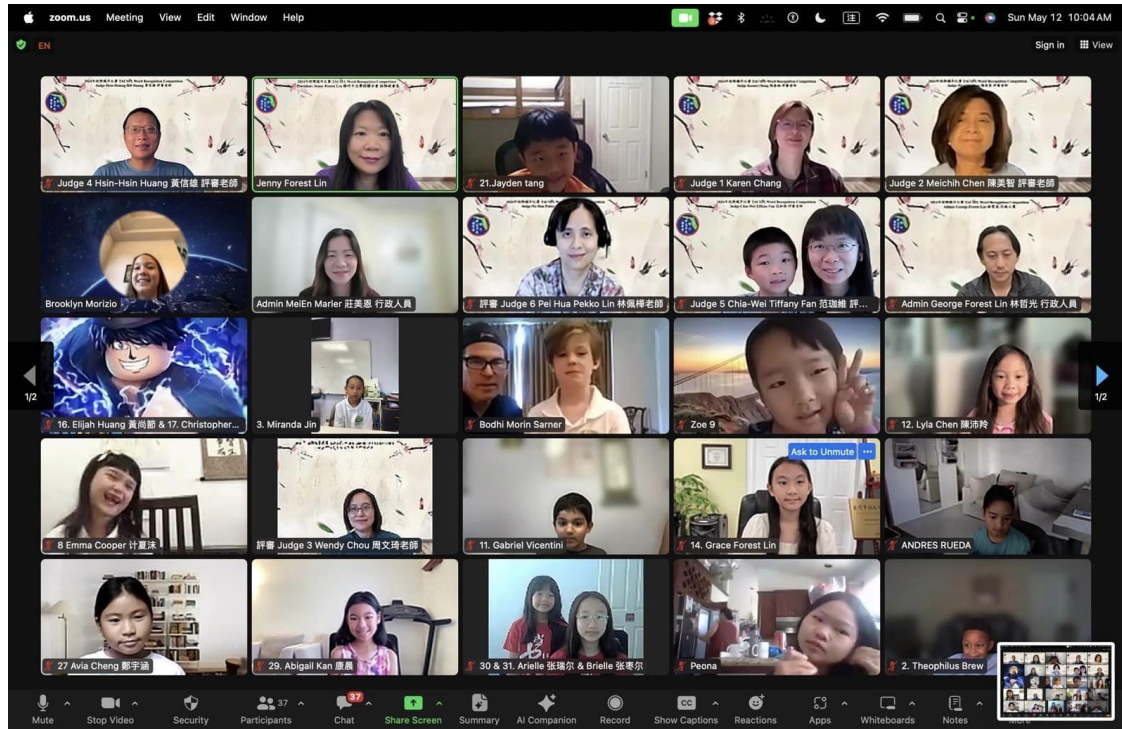 zoom.us Meeting View Edit Window Help Sun May 12 10:04 AM
EN Sign in View
Judge 4 Hsin-Hsin Huang 黃信雄 評審老師
Jenny Forest Lin
21.Jayden tang
Judge 1 Karen Chang
Judge 2 Meichih Chen 陳美智 評審老師
Brooklyn Morizio
Admin MeiEn Marler 莊美恩 行政人員
評審 Judge 6 Pei Hua Pekko Lin 林佩樺老師
Judge 5 Chia-Wei Tiffany Fan 范珈維 評...
Admin George Forest Lin 林哲光 行政人員
1/2
16. Elijah Huang 黃尚節 & 17. Christopher...
3. Miranda Jin
Bodhi Morin Sarner
Zoe 9
12. Lyla Chen 陳沛羚
1/2
Ask to Unmute
8 Emma Cooper 计夏沫
評審 Judge 3 Wendy Chou 周文琦老師
11. Gabriel Vicentini
14. Grace Forest Lin
ANDRES RUEDA
27 Avia Cheng 鄭宇涵
29. Abigail Kan 康晨
30 & 31. Arielle 张瑞尔 & Brielle 张枣尔
Peona
2. Theophilus Brew
37 37
Mute Stop Video Security Participants Chat Share Screen Summary AI Companion Record Show Captions Reactions Apps Whiteboards Notes More